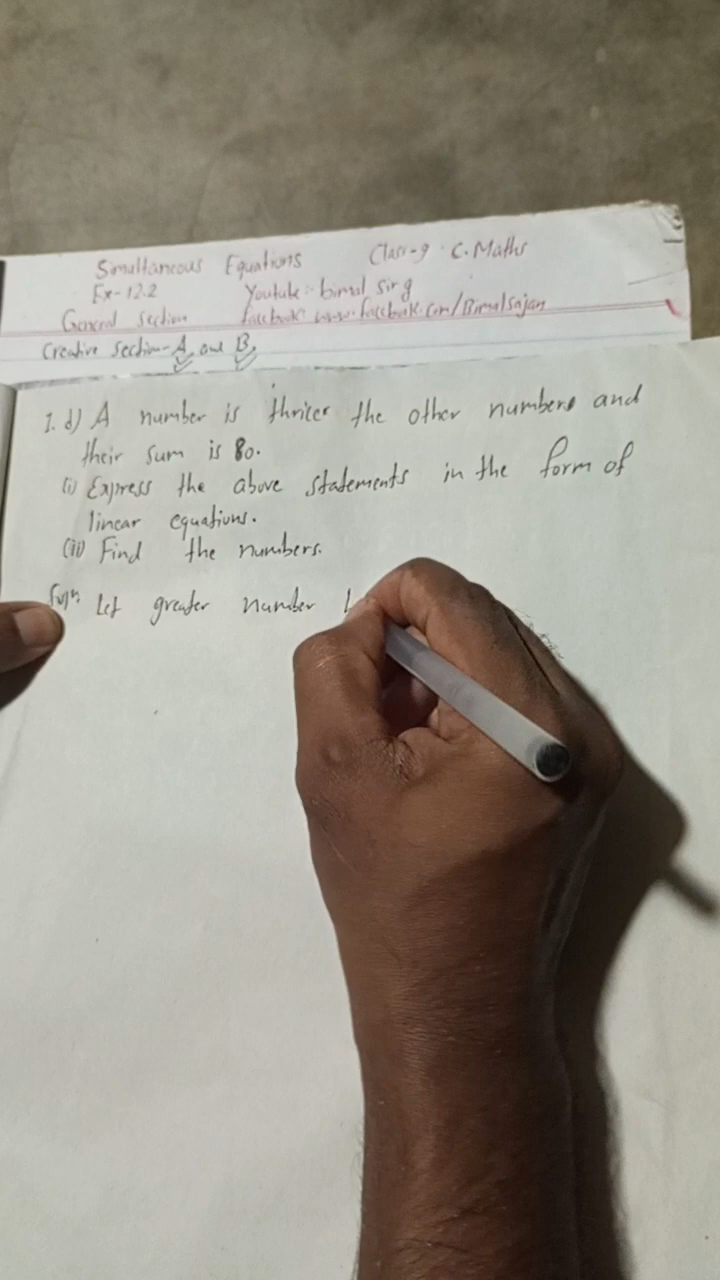 Simultaneous Equations Class-9 C.Maths
Ex-12.2 Youtube:- bimal sir g
General section facebook: www.facebook.com/Bimalsajan
Creative section-A and B.
1. d) A number is thrices the other numbers and
their sum is 80.
(i) Express the above statements in the form of
linear equations.
(ii) Find the numbers.
Solⁿ: Let greater number